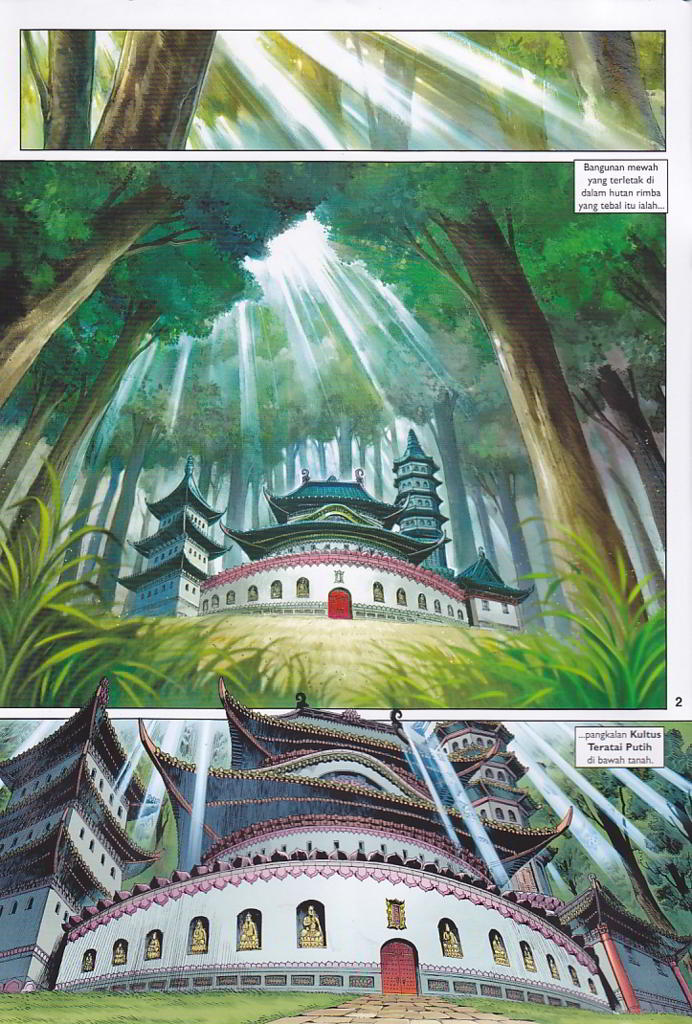 Bangunan mewah
yang terletak di
dalam hutan rimba
yang tebal itu ialah...
2
...pangkalan Kultus
Teratai Putih
di bawah tanah.